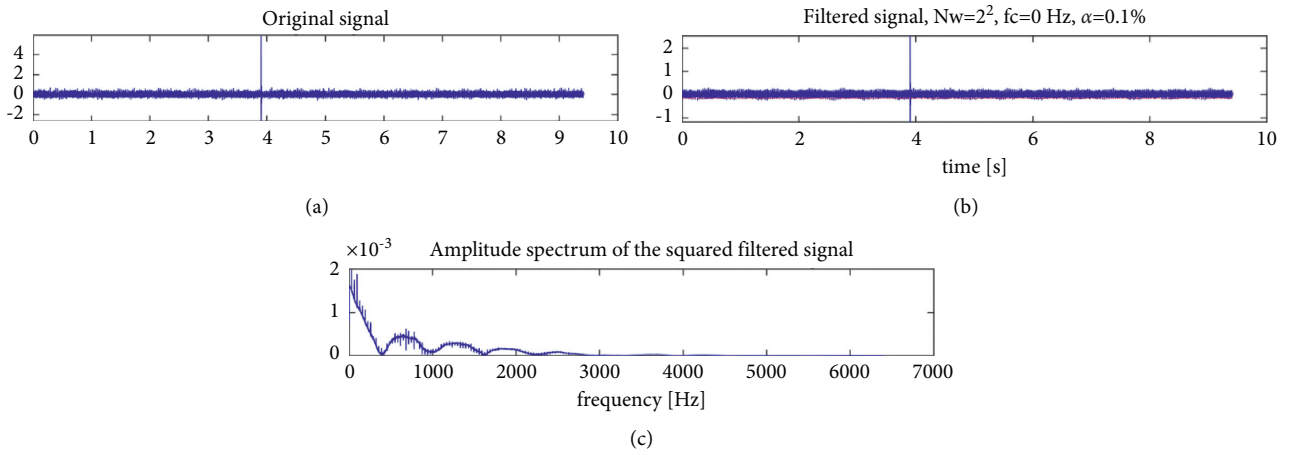 Original signal
4
2
0
-2
0 1 2 3 4 5 6 7 8 9 10
(a)
Filtered signal, Nw=2², fc=0 Hz, α=0.1%
2
1
0
-1
0 2 4 6 8 10
time [s]
(b)
×10⁻³ Amplitude spectrum of the squared filtered signal
2
1
0
0 1000 2000 3000 4000 5000 6000 7000
frequency [Hz]
(c)